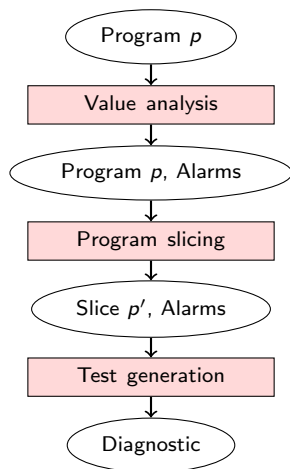 Program p
Value analysis
Program p, Alarms
Program slicing
Slice p′, Alarms
Test generation
Diagnostic